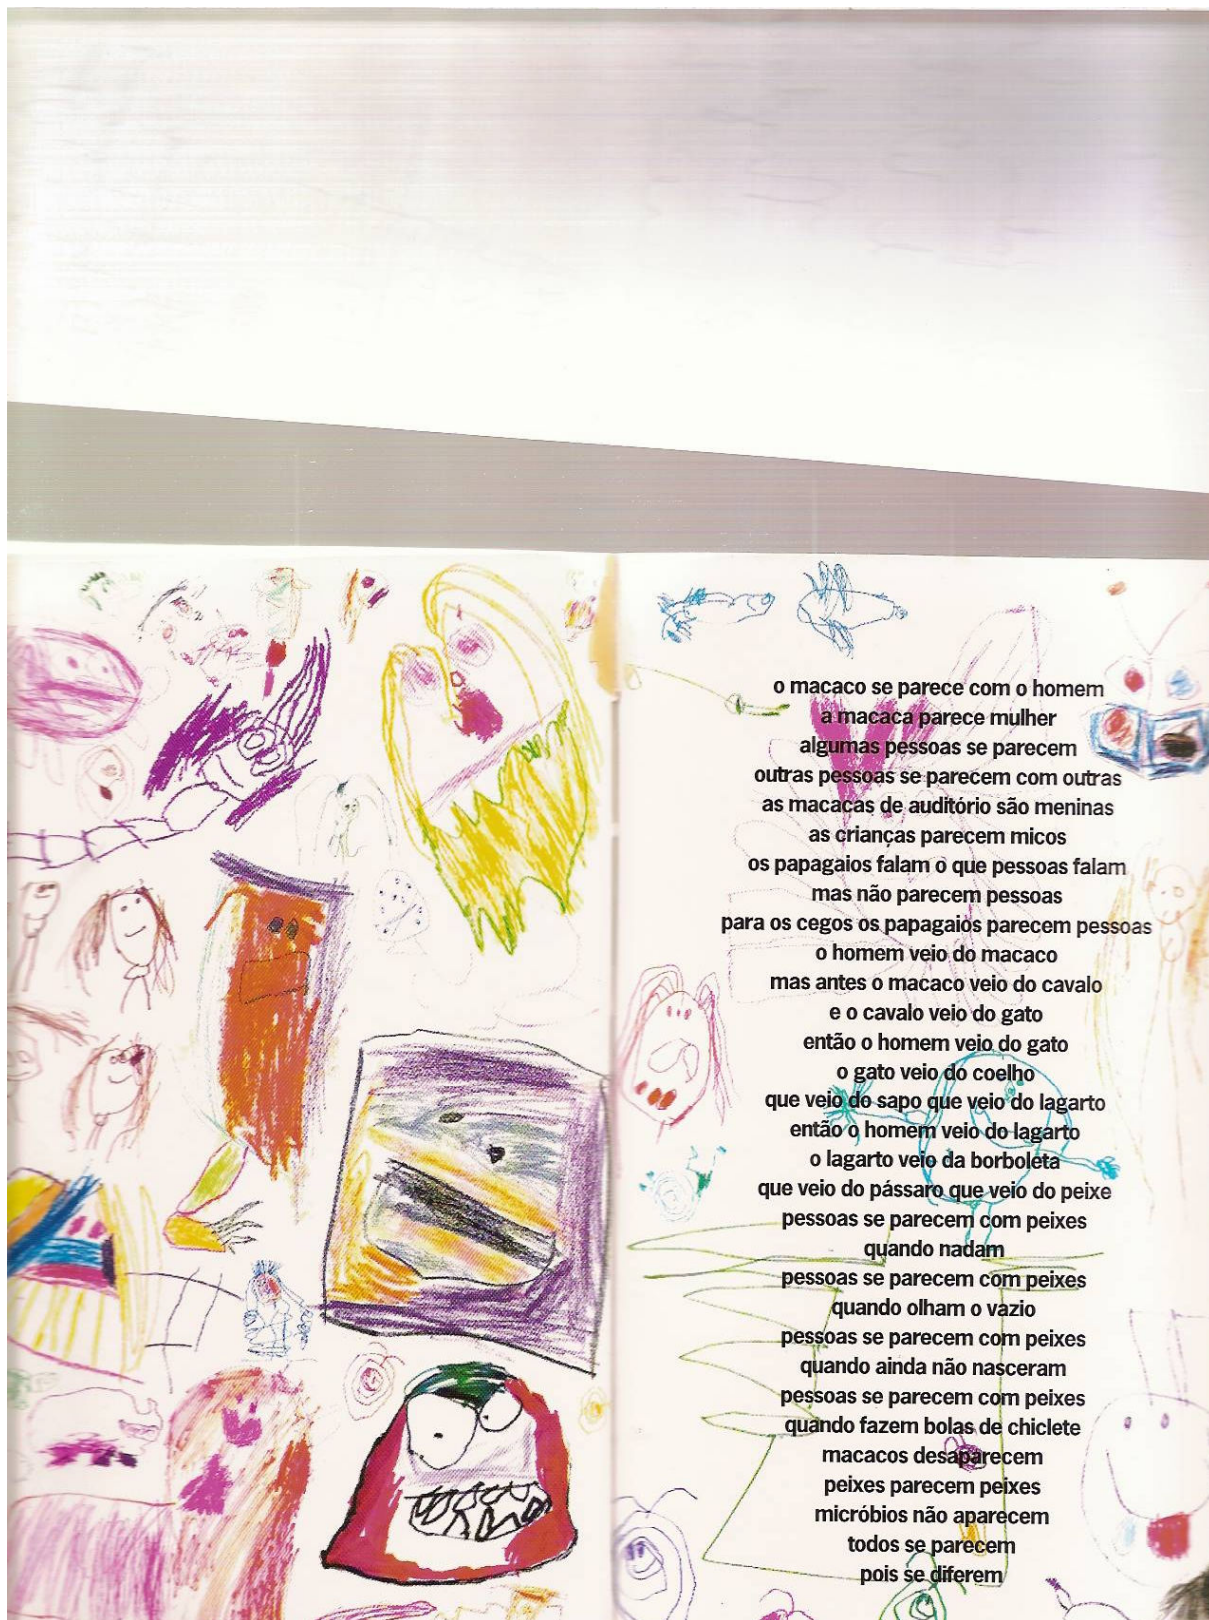 o macaco se parece com o homem
a macaca parece mulher
algumas pessoas se parecem
outras pessoas se parecem com outras
as macacas de auditório são meninas
as crianças parecem micos
os papagaios falam o que pessoas falam
mas não parecem pessoas
para os cegos os papagaios parecem pessoas
o homem veio do macaco
mas antes o macaco veio do cavalo
e o cavalo veio do gato
então o homem veio do gato
o gato veio do coelho
que veio do sapo que veio do lagarto
então o homem veio do lagarto
o lagarto veio da borboleta
que veio do pássaro que veio do peixe
pessoas se parecem com peixes
quando nadam
pessoas se parecem com peixes
quando olham o vazio
pessoas se parecem com peixes
quando ainda não nasceram
pessoas se parecem com peixes
quando fazem bolas de chiclete
macacos desaparecem
peixes parecem peixes
micróbios não aparecem
todos se parecem
pois se diferem